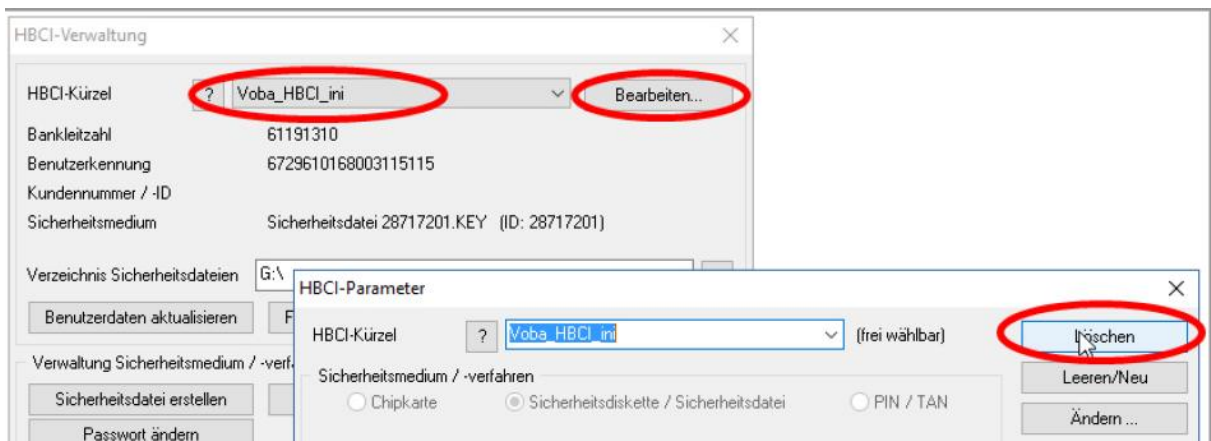 HBCI-Verwaltung
HBCI-Kürzel ? Voba_HBCI_ini Bearbeiten...
Bankleitzahl 61191310
Benutzerkennung 6729610168003115115
Kundennummer / -ID
Sicherheitsmedium Sicherheitsdatei 28717201.KEY (ID: 28717201)
Verzeichnis Sicherheitsdateien G:\
Benutzerdaten aktualisieren F
Verwaltung Sicherheitsmedium / -verf
Sicherheitsdatei erstellen
Passwort ändern
HBCI-Parameter
HBCI-Kürzel ? Voba_HBCI_ini (frei wählbar) Löschen
Sicherheitsmedium / -verfahren Leeren/Neu
Chipkarte Sicherheitsdiskette / Sicherheitsdatei PIN / TAN
Ändern ...